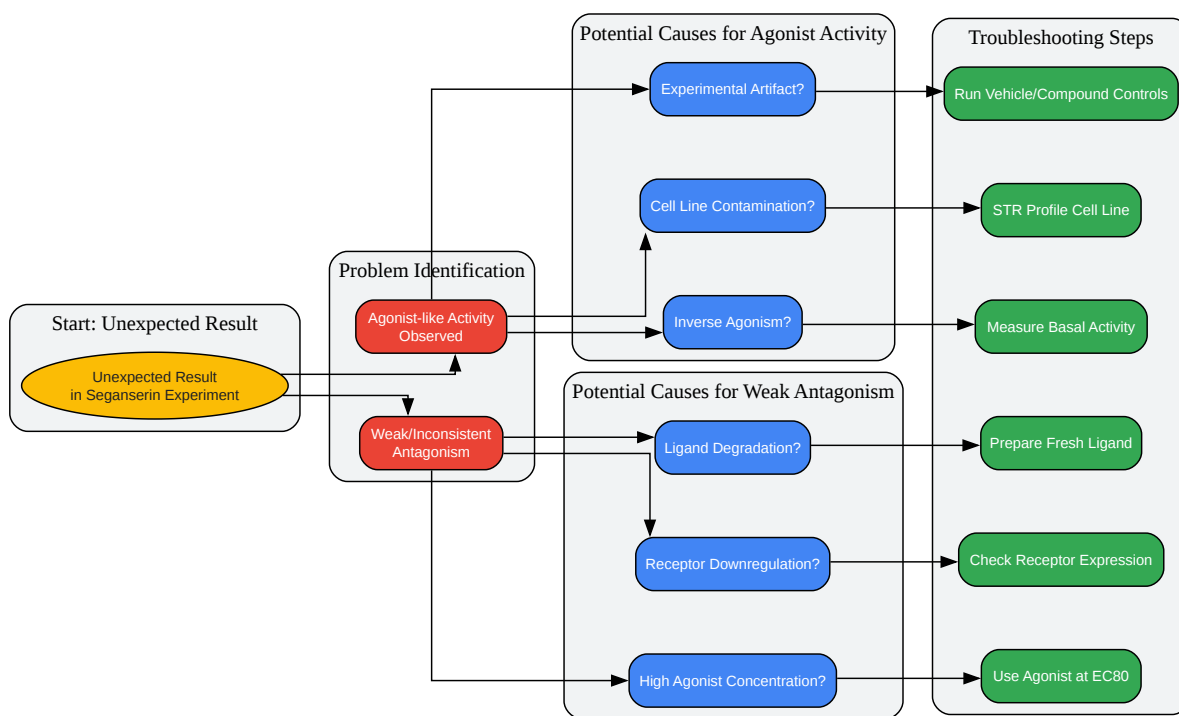 Start: Unexpected Result
Unexpected Result
in Seganserin Experiment
Problem Identification
Agonist-like Activity
Observed
Weak/Inconsistent
Antagonism
Potential Causes for Agonist Activity
Experimental Artifact?
Cell Line Contamination?
Inverse Agonism?
Potential Causes for Weak Antagonism
Ligand Degradation?
Receptor Downregulation?
High Agonist Concentration?
Troubleshooting Steps
Run Vehicle/Compound Controls
STR Profile Cell Line
Measure Basal Activity
Prepare Fresh Ligand
Check Receptor Expression
Use Agonist at EC80